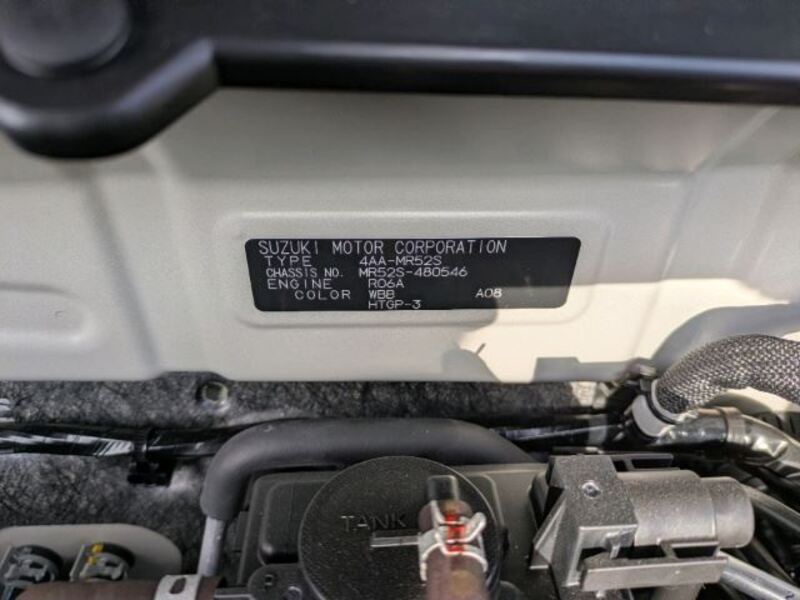 SUZUKI MOTOR CORPORATION
TYPE 4AA-MR52S
CHASSIS NO. MR52S-480546
ENGINE R06A
COLOR WBB A08
HTGP-3
TANK